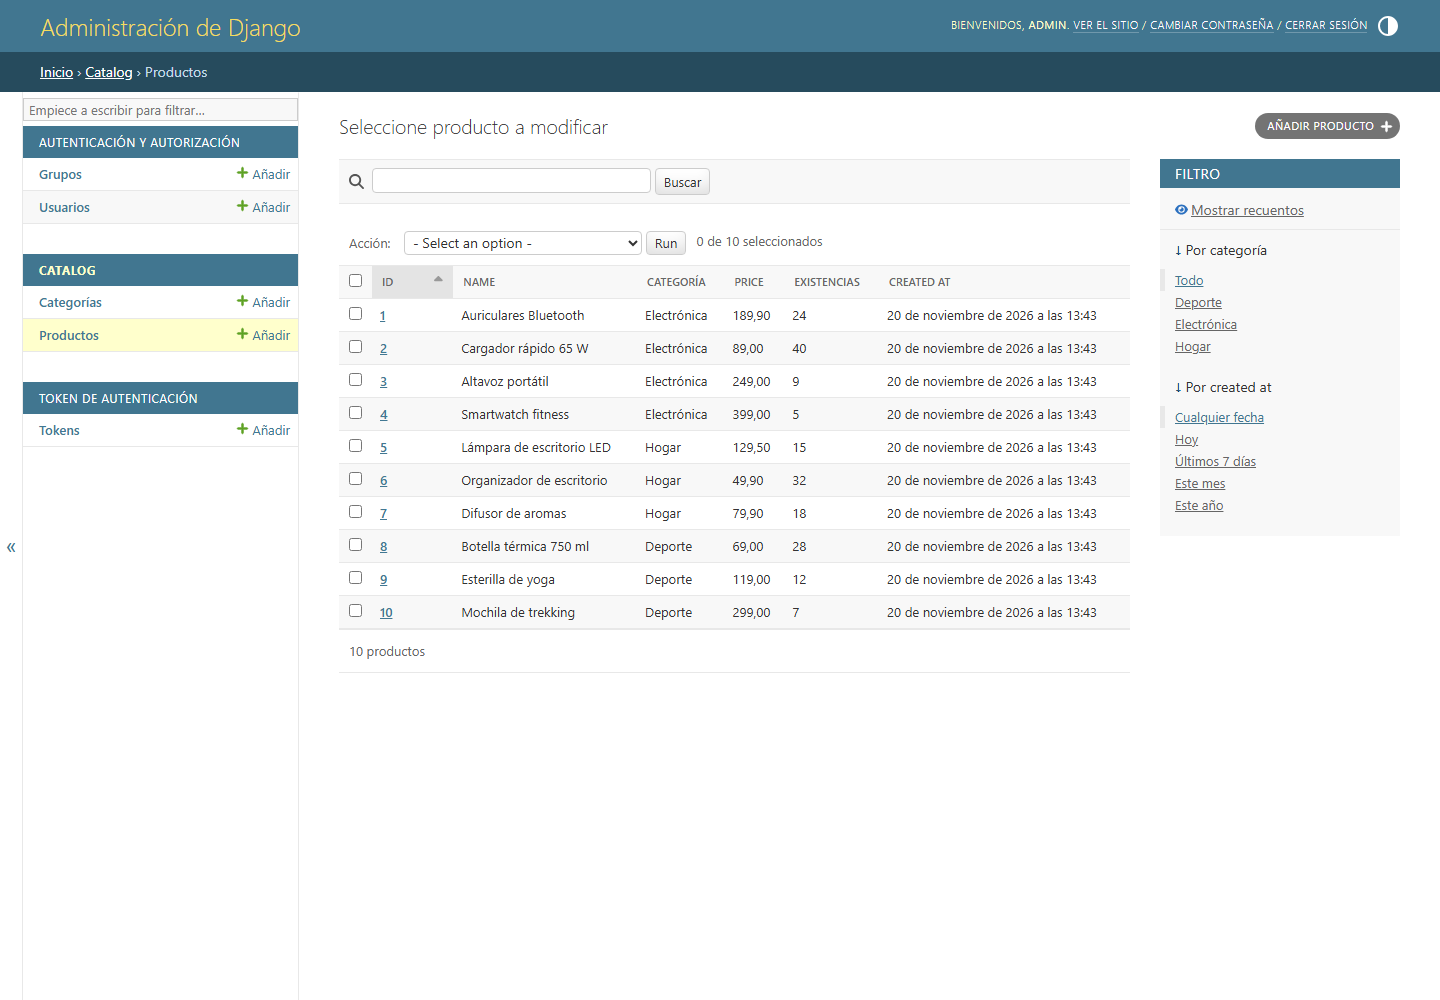 Administración de Django
BIENVENIDOS, ADMIN. VER EL SITIO / CAMBIAR CONTRASEÑA / CERRAR SESIÓN
Inicio › Catalog › Productos
Empiece a escribir para filtrar...
AUTENTICACIÓN Y AUTORIZACIÓN
Grupos Añadir
Usuarios Añadir
CATALOG
Categorías Añadir
Productos Añadir
TOKEN DE AUTENTICACIÓN
Tokens Añadir
«
Seleccione producto a modificar
AÑADIR PRODUCTO
Buscar
Acción: - Select an option - Run 0 de 10 seleccionados
ID NAME CATEGORÍA PRICE EXISTENCIAS CREATED AT
1 Auriculares Bluetooth Electrónica 189,90 24 20 de noviembre de 2026 a las 13:43
2 Cargador rápido 65 W Electrónica 89,00 40 20 de noviembre de 2026 a las 13:43
3 Altavoz portátil Electrónica 249,00 9 20 de noviembre de 2026 a las 13:43
4 Smartwatch fitness Electrónica 399,00 5 20 de noviembre de 2026 a las 13:43
5 Lámpara de escritorio LED Hogar 129,50 15 20 de noviembre de 2026 a las 13:43
6 Organizador de escritorio Hogar 49,90 32 20 de noviembre de 2026 a las 13:43
7 Difusor de aromas Hogar 79,90 18 20 de noviembre de 2026 a las 13:43
8 Botella térmica 750 ml Deporte 69,00 28 20 de noviembre de 2026 a las 13:43
9 Esterilla de yoga Deporte 119,00 12 20 de noviembre de 2026 a las 13:43
10 Mochila de trekking Deporte 299,00 7 20 de noviembre de 2026 a las 13:43
10 productos
FILTRO
Mostrar recuentos
↓ Por categoría
Todo
Deporte
Electrónica
Hogar
↓ Por created at
Cualquier fecha
Hoy
Últimos 7 días
Este mes
Este año